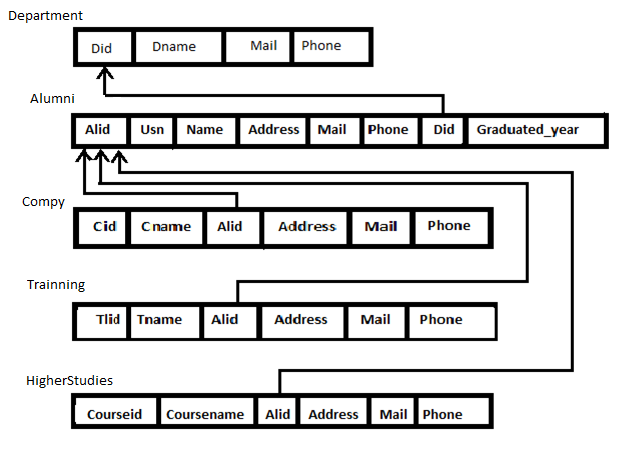 Department
Did Dname Mail Phone
Alumni
Alid Usn Name Address Mail Phone Did Graduated_year
Compy
Cid Cname Alid Address Mail Phone
Trainning
Tlid Tname Alid Address Mail Phone
HigherStudies
Courseid Coursename Alid Address Mail Phone